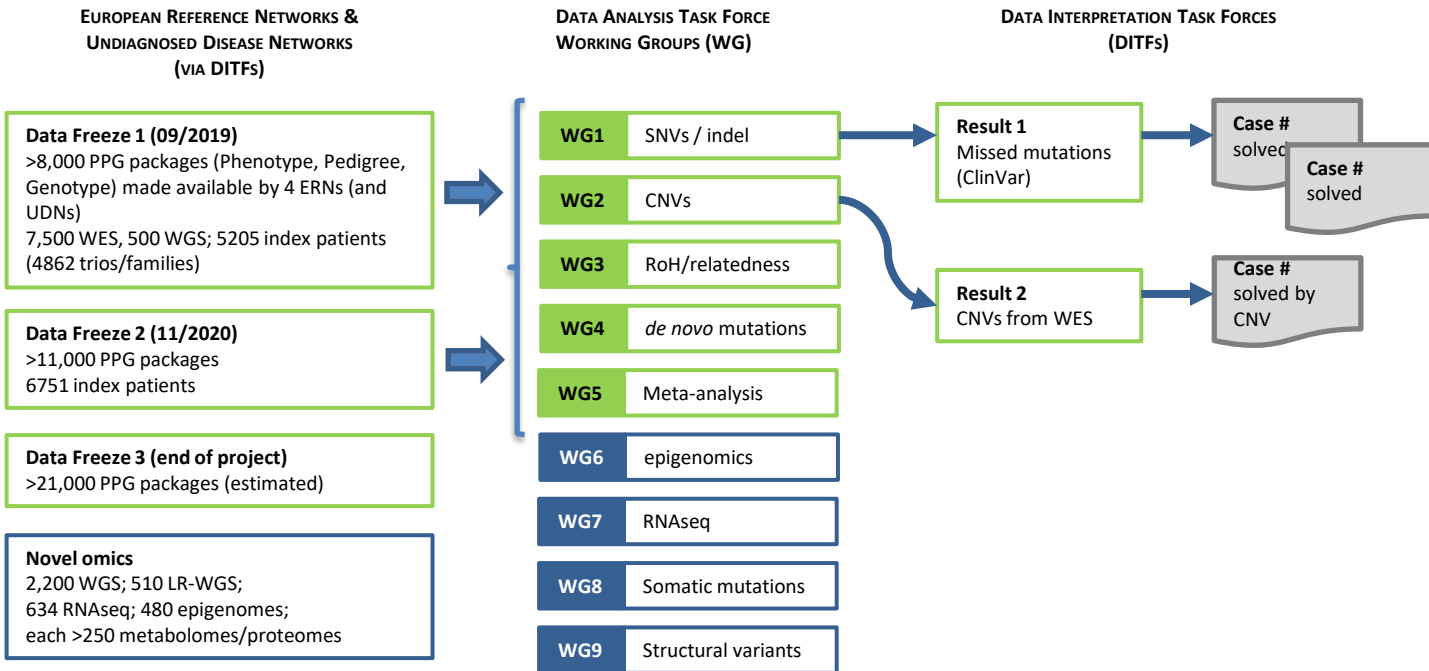 EUROPEAN REFERENCE NETWORKS &
UNDIAGNOSED DISEASE NETWORKS
(VIA DITFS)
Data Freeze 1 (09/2019)
>8,000 PPG packages (Phenotype, Pedigree,
Genotype) made available by 4 ERNs (and
UDNs)
7,500 WES, 500 WGS; 5205 index patients
(4862 trios/families)
Data Freeze 2 (11/2020)
>11,000 PPG packages
6751 index patients
Data Freeze 3 (end of project)
>21,000 PPG packages (estimated)
Novel omics
2,200 WGS; 510 LR-WGS;
634 RNAseq; 480 epigenomes;
each >250 metabolomes/proteomes
DATA ANALYSIS TASK FORCE
WORKING GROUPS (WG)
WG1 SNVs / indel
WG2 CNVs
WG3 RoH/relatedness
WG4 de novo mutations
WG5 Meta-analysis
WG6 epigenomics
WG7 RNAseq
WG8 Somatic mutations
WG9 Structural variants
DATA INTERPRETATION TASK FORCES
(DITFS)
Result 1
Missed mutations
(ClinVar)
Case #
solved
Case #
solved
Result 2
CNVs from WES
Case #
solved by
CNV